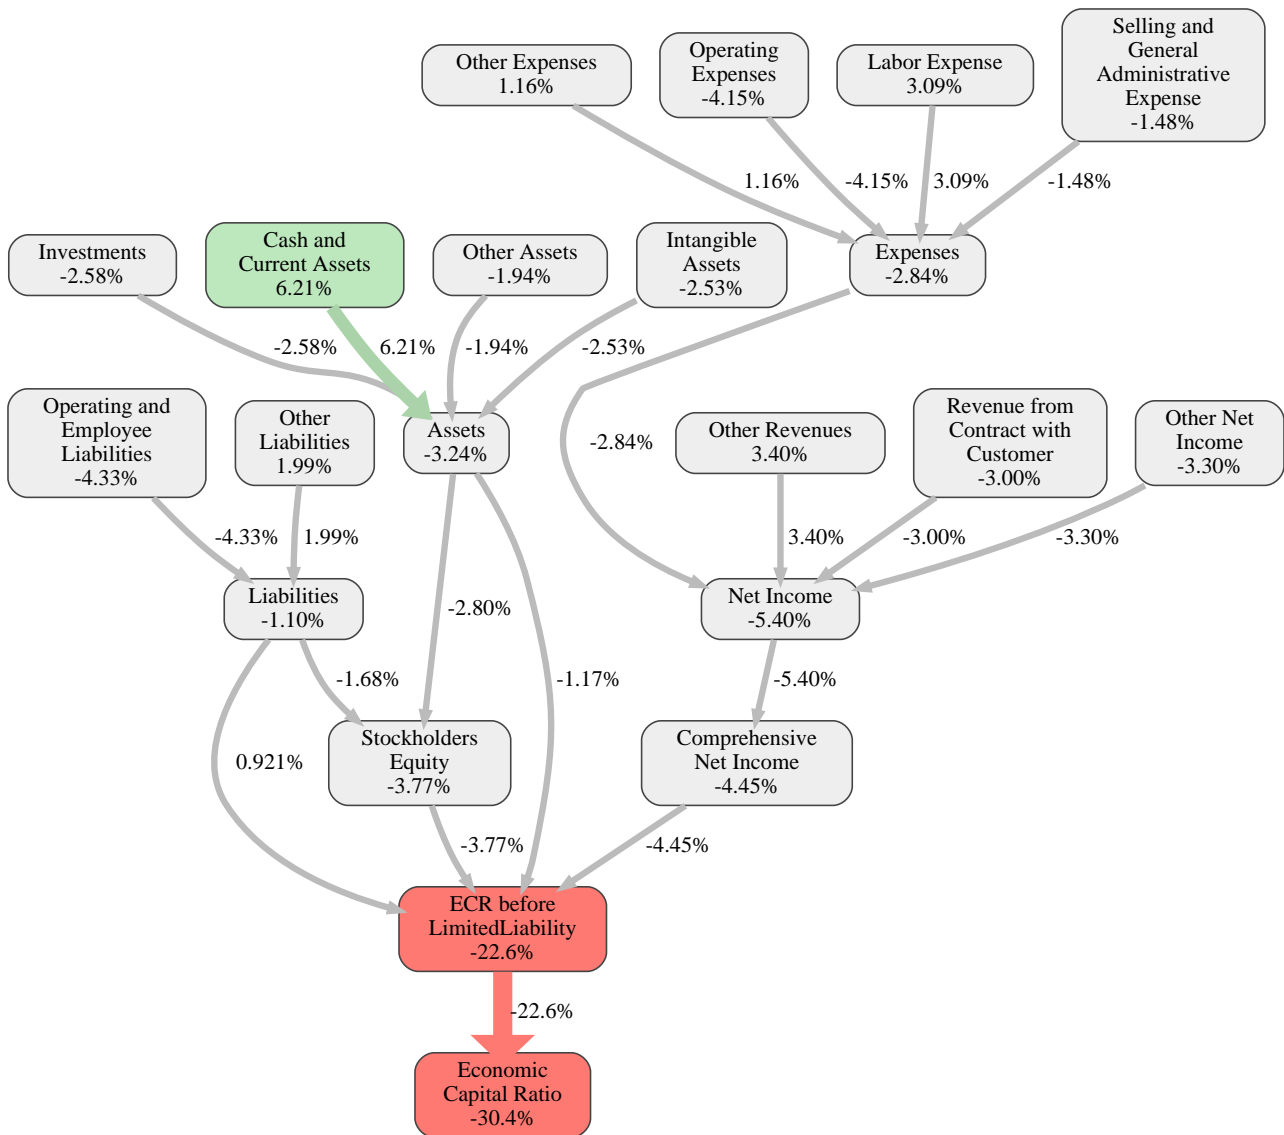 Other Expenses
1.16%
Operating
Expenses
-4.15%
Labor Expense
3.09%
Selling and
General
Administrative
Expense
-1.48%
1.16%
-4.15%
3.09%
-1.48%
Investments
-2.58%
Cash and
Current Assets
6.21%
Other Assets
-1.94%
Intangible
Assets
-2.53%
Expenses
-2.84%
-2.58%
6.21%
-1.94%
-2.53%
Operating and
Employee
Liabilities
-4.33%
Other
Liabilities
1.99%
Assets
-3.24%
-2.84%
Other Revenues
3.40%
Revenue from
Contract with
Customer
-3.00%
Other Net
Income
-3.30%
-4.33%
1.99%
3.40%
-3.00%
-3.30%
Liabilities
-1.10%
-2.80%
Net Income
-5.40%
-1.68%
-1.17%
-5.40%
0.921%
Stockholders
Equity
-3.77%
Comprehensive
Net Income
-4.45%
-3.77%
-4.45%
ECR before
LimitedLiability
-22.6%
-22.6%
Economic
Capital Ratio
-30.4%